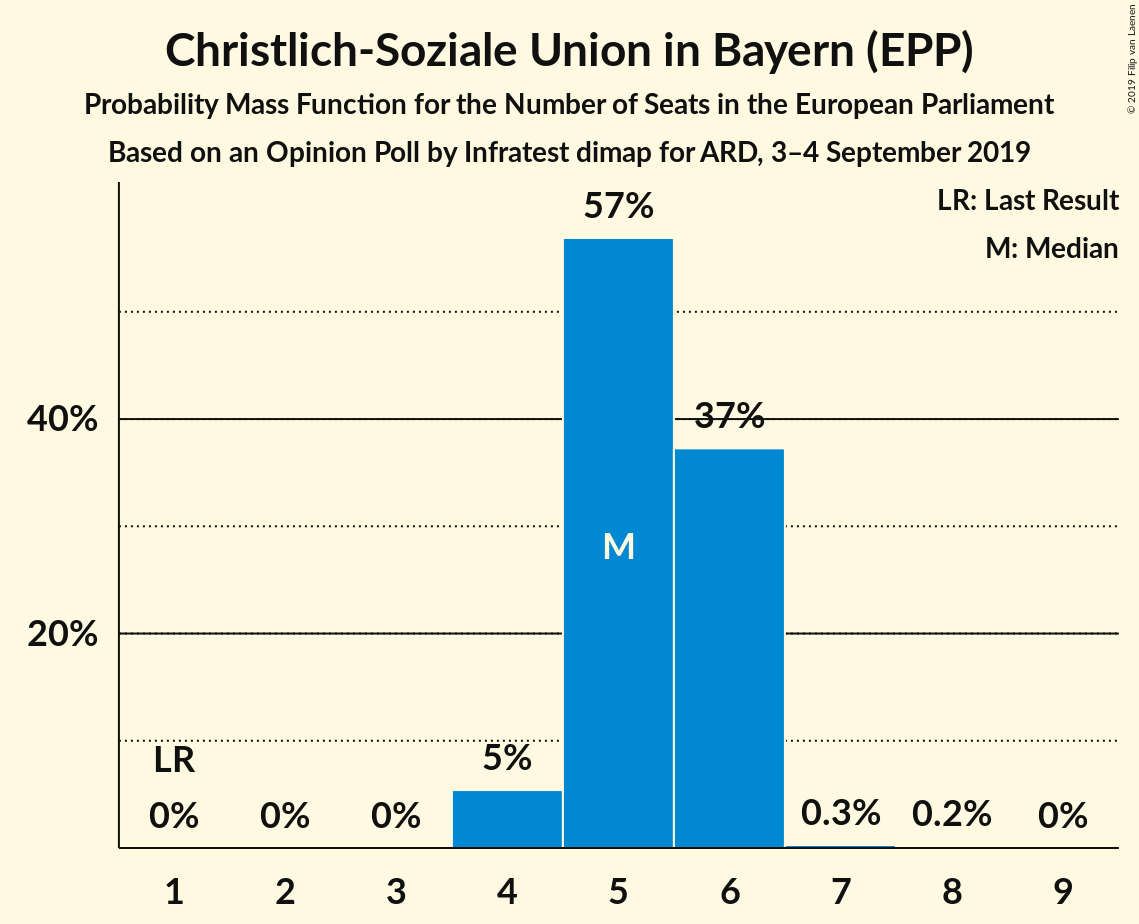 Christlich-Soziale Union in Bayern (EPP)
Probability Mass Function for the Number of Seats in the European Parliament
Based on an Opinion Poll by Infratest dimap for ARD, 3–4 September 2019
© 2019 Filip van Laenen
LR: Last Result
M: Median
57%
40%
37%
M
20%
LR
5%
0% 0% 0% 0.3% 0.2% 0%
1 2 3 4 5 6 7 8 9